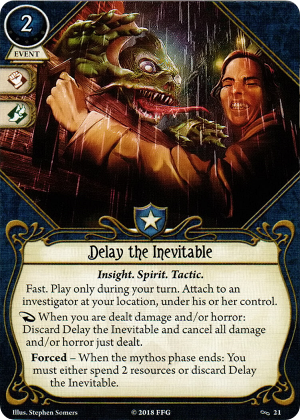 2
EVENT
Delay the Inevitable
Insight. Spirit. Tactic.
Fast. Play only during your turn. Attach to an
investigator at your location, under his or her control.
When you are dealt damage and/or horror:
Discard Delay the Inevitable and cancel all damage
and/or horror just dealt.
Forced – When the mythos phase ends: You
must either spend 2 resources or discard Delay
the Inevitable.
Illus. Stephen Somers
© 2018 FFG
21